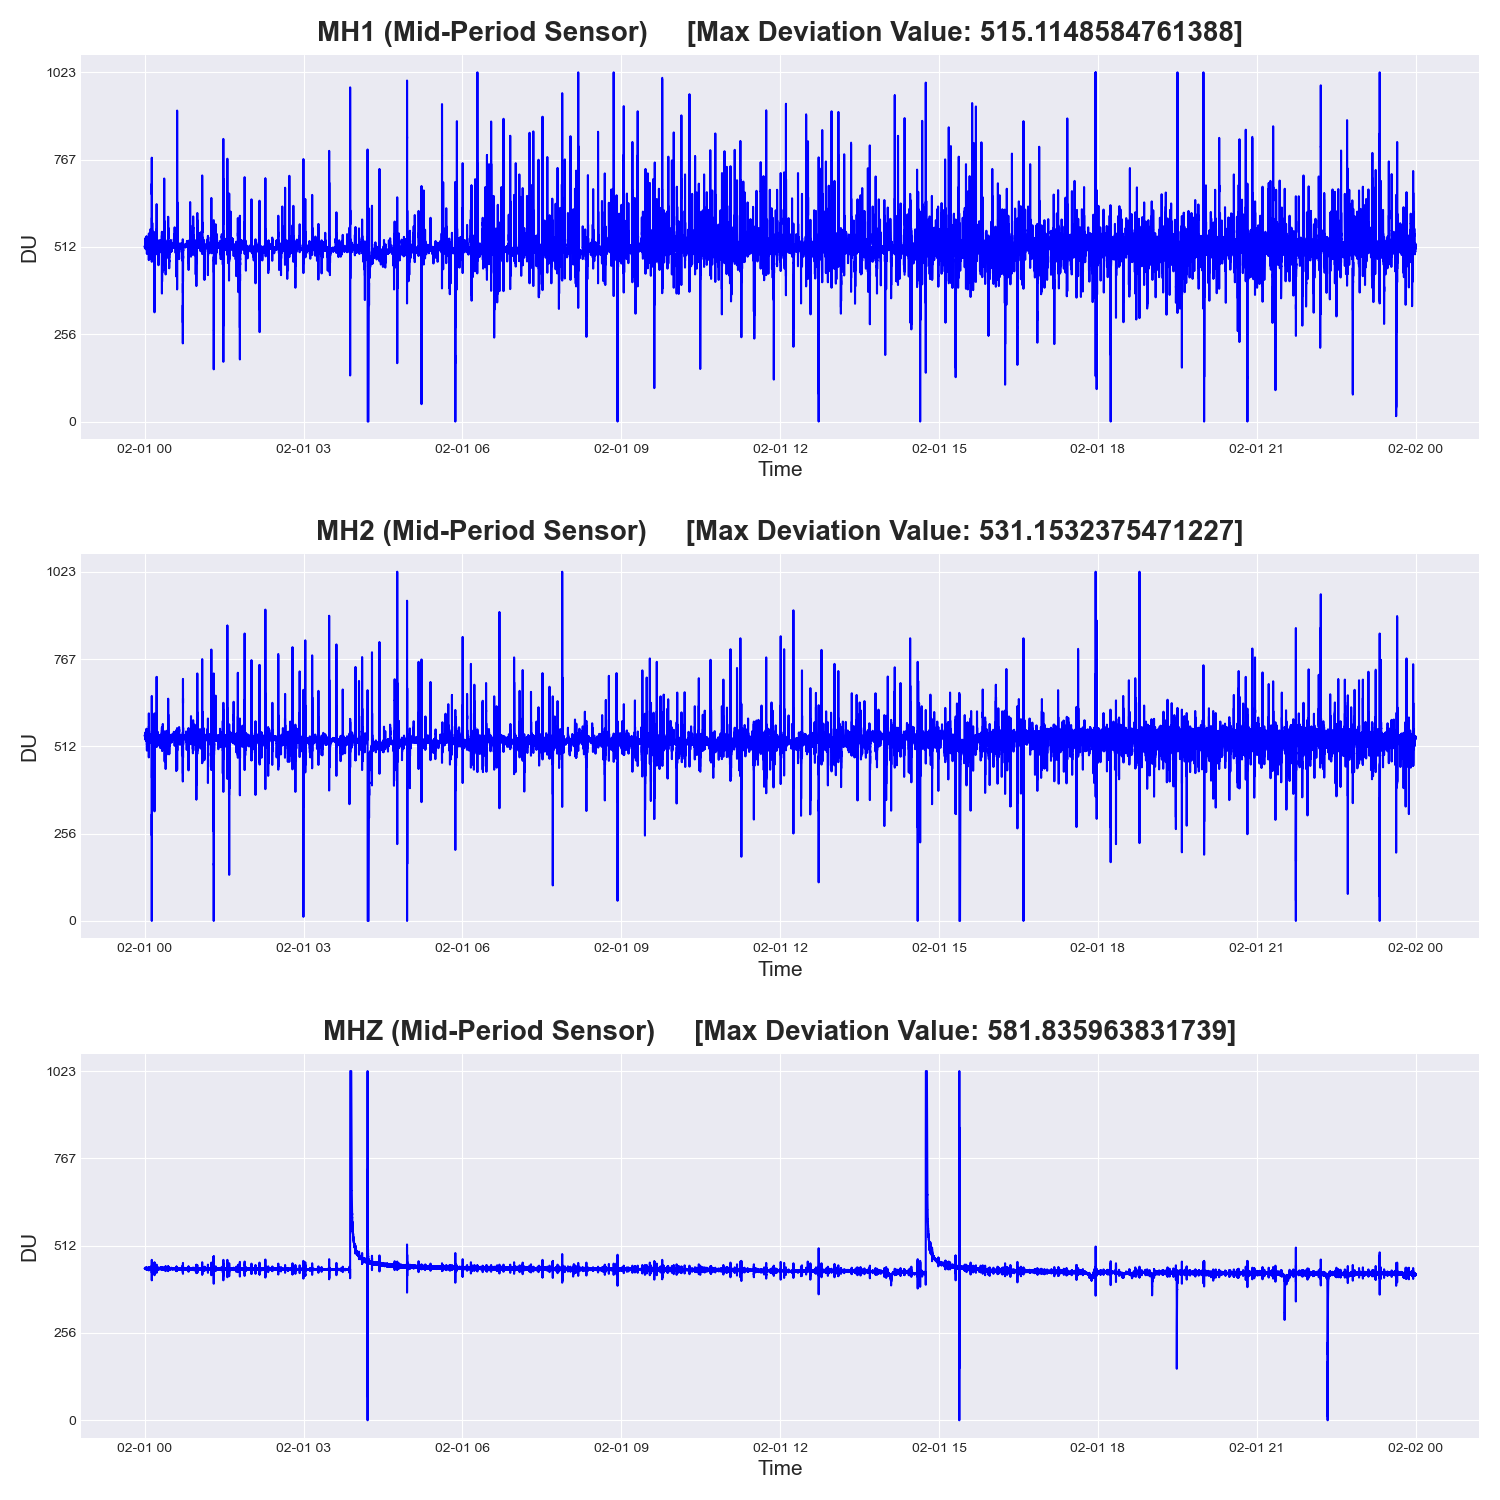 MH1 (Mid-Period Sensor) [Max Deviation Value: 515.1148584761388]
1023
767
512
256
0
DU
02-01 00 02-01 03 02-01 06 02-01 09 02-01 12 02-01 15 02-01 18 02-01 21 02-02 00
Time
MH2 (Mid-Period Sensor) [Max Deviation Value: 531.1532375471227]
1023
767
512
256
0
DU
02-01 00 02-01 03 02-01 06 02-01 09 02-01 12 02-01 15 02-01 18 02-01 21 02-02 00
Time
MHZ (Mid-Period Sensor) [Max Deviation Value: 581.835963831739]
1023
767
512
256
0
DU
02-01 00 02-01 03 02-01 06 02-01 09 02-01 12 02-01 15 02-01 18 02-01 21 02-02 00
Time